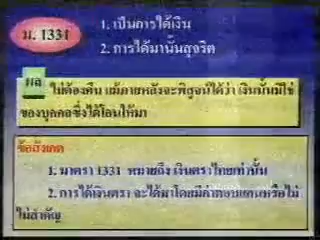 ม. 1331
1. เป็นการได้เงิน
2. การได้มานั้นสุจริต
ผล
ไม่ต้องคืน แม้ภายหลังจะพิสูจน์ได้ว่า เงินนั้นมิใช่
ของบุคคลซึ่งได้โอนให้มา
ข้อสังเกต
1. มาตรา 1331 หมายถึง เงินตราไทยเท่านั้น
2. การได้เงินตรา จะได้มาโดยมีค่าตอบแทนหรือไม่
ไม่สำคัญ